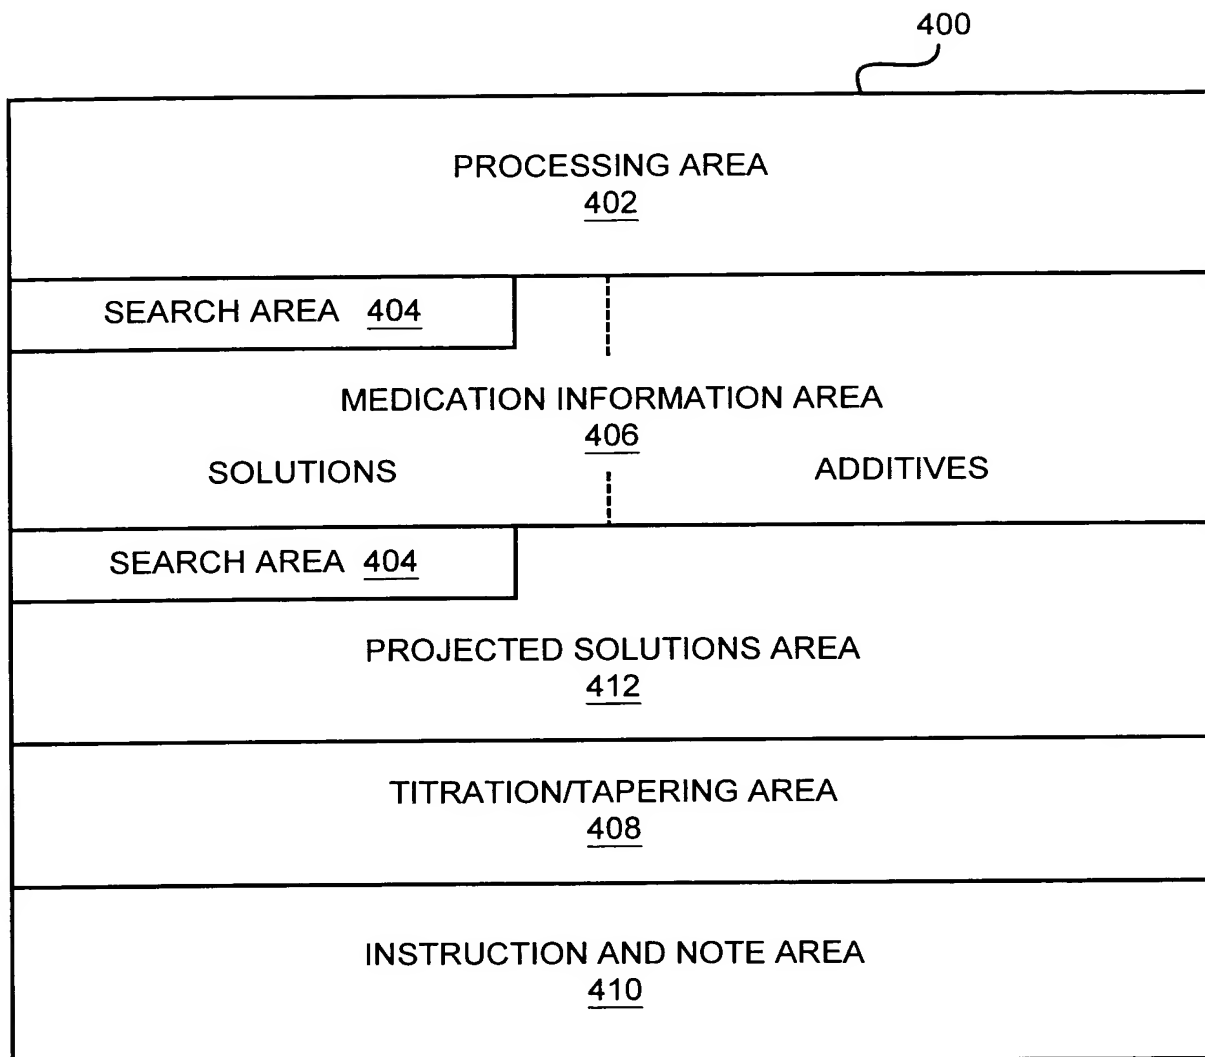 400
PROCESSING AREA
402
SEARCH AREA 404
MEDICATION INFORMATION AREA
406
SOLUTIONS
ADDITIVES
SEARCH AREA 404
PROJECTED SOLUTIONS AREA
412
TITRATION/TAPERING AREA
408
INSTRUCTION AND NOTE AREA
410